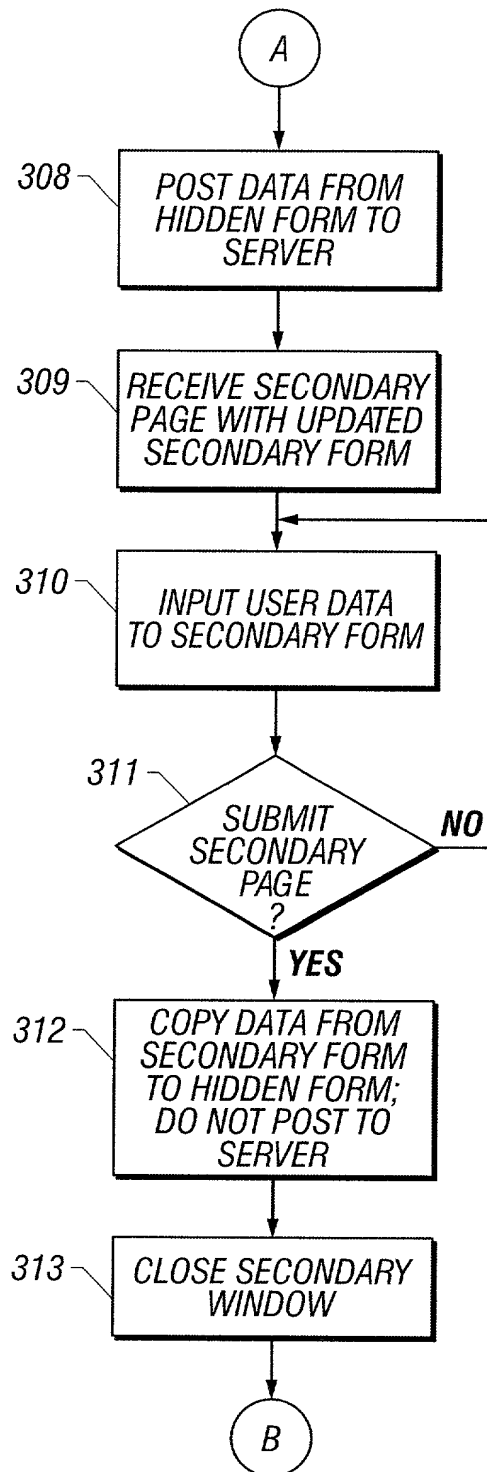 A
308
POST DATA FROM
HIDDEN FORM TO
SERVER
309
RECEIVE SECONDARY
PAGE WITH UPDATED
SECONDARY FORM
310
INPUT USER DATA
TO SECONDARY FORM
311
SUBMIT
SECONDARY
PAGE
?
NO
YES
312
COPY DATA FROM
SECONDARY FORM
TO HIDDEN FORM;
DO NOT POST TO
SERVER
313
CLOSE SECONDARY
WINDOW
B